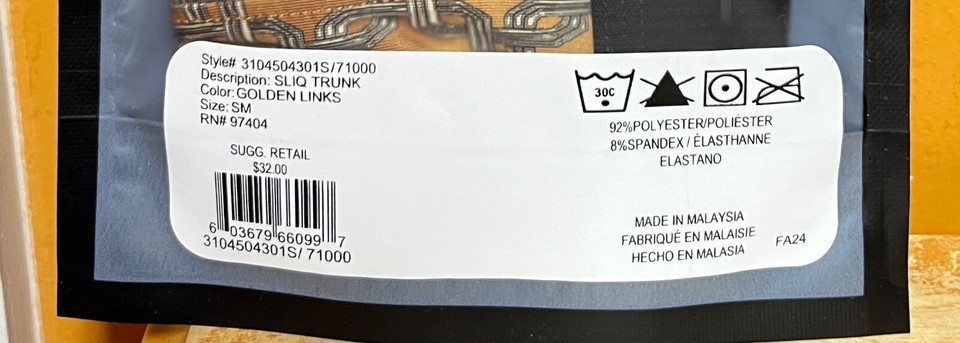 Style# 3104504301S/71000
Description: SLIQ TRUNK
Color: GOLDEN LINKS
Size: SM
RN# 97404
SUGG. RETAIL
$32.00
6 03679 66099 7
3104504301S/ 71000
30C
92%POLYESTER/POLIÉSTER
8%SPANDEX / ÉLASTHANNE
ELASTANO
MADE IN MALAYSIA
FABRIQUÉ EN MALAISIE
HECHO EN MALASIA
FA24